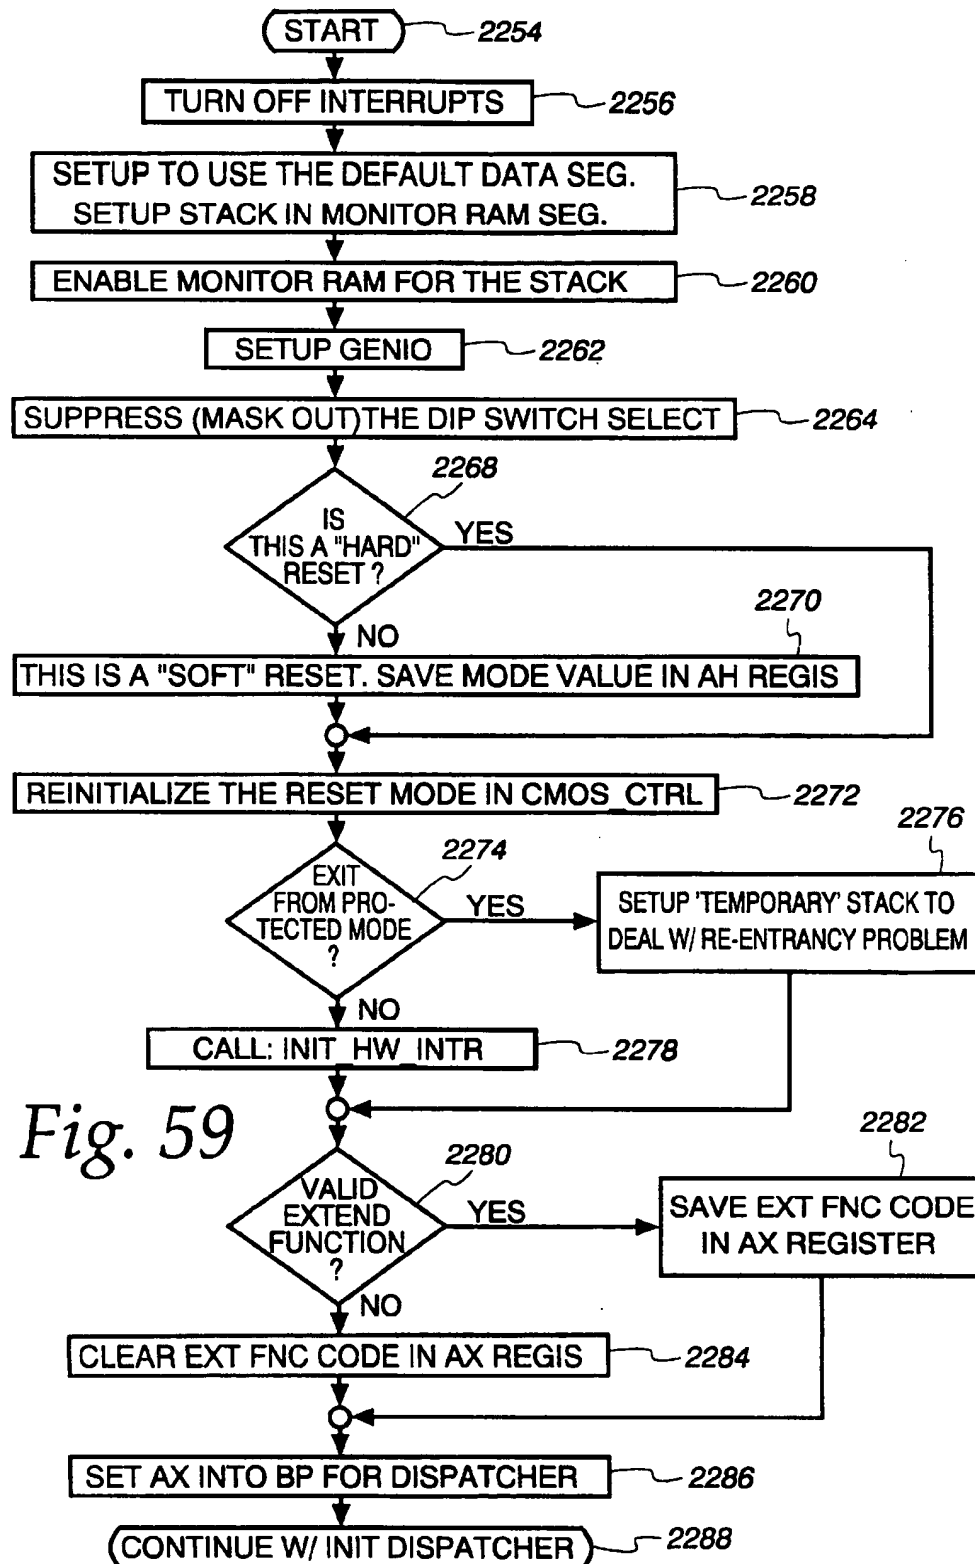 START
2254
TURN OFF INTERRUPTS
2256
SETUP TO USE THE DEFAULT DATA SEG.
SETUP STACK IN MONITOR RAM SEG.
2258
ENABLE MONITOR RAM FOR THE STACK
2260
SETUP GENIO
2262
SUPPRESS (MASK OUT)THE DIP SWITCH SELECT
2264
2268
IS
THIS A "HARD"
RESET ?
YES
NO
2270
THIS IS A "SOFT" RESET. SAVE MODE VALUE IN AH REGIS
REINITIALIZE THE RESET MODE IN CMOS_CTRL
2272
2274
EXIT
FROM PRO-
TECTED MODE
?
YES
NO
2276
SETUP 'TEMPORARY' STACK TO
DEAL W/ RE-ENTRANCY PROBLEM
CALL: INIT_HW_INTR
2278
Fig. 59
2280
VALID
EXTEND
FUNCTION
?
YES
NO
2282
SAVE EXT FNC CODE
IN AX REGISTER
CLEAR EXT FNC CODE IN AX REGIS
2284
SET AX INTO BP FOR DISPATCHER
2286
CONTINUE W/ INIT DISPATCHER
2288